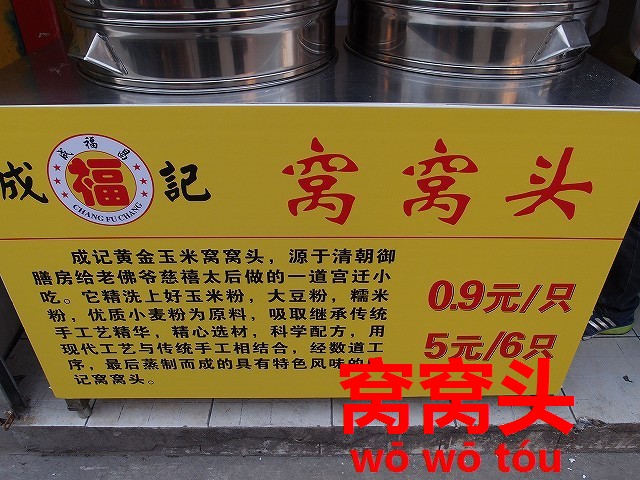 成 福 記
成福昌
CHANG FU CHANG
窝窝头
成记黄金玉米窝窝头，源于清朝御
膳房给老佛爷慈禧太后做的一道宫迁小
吃。它精洗上好玉米粉，大豆粉，糯米
粉，优质小麦粉为原料，吸取继承传统
手工艺精华，精心选材，科学配方，用
现代工艺与传统手工相结合，经数道工
序，最后蒸制而成的具有特色风味的
记窝窝头。
0.9元/只
5元/6只
窝窝头
wō wō tóu